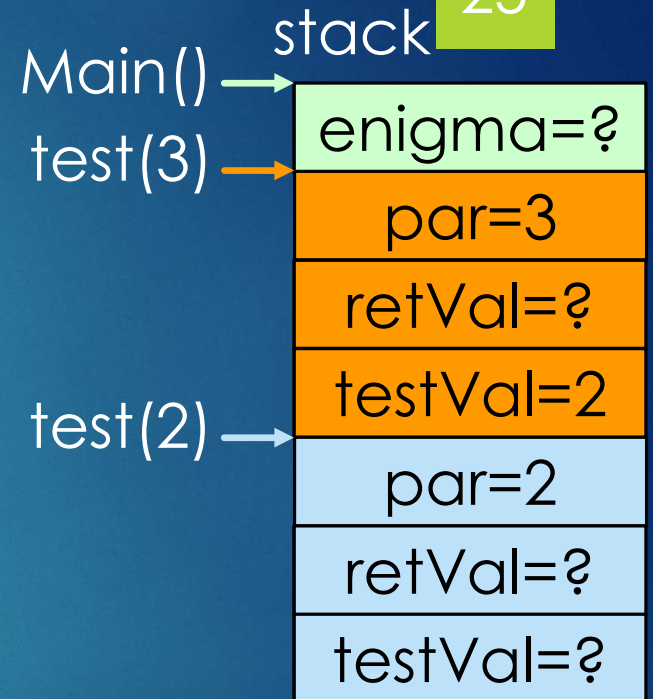 stack
Main()
enigma=?
test(3)
par=3
retVal=?
testVal=2
test(2)
par=2
retVal=?
testVal=?